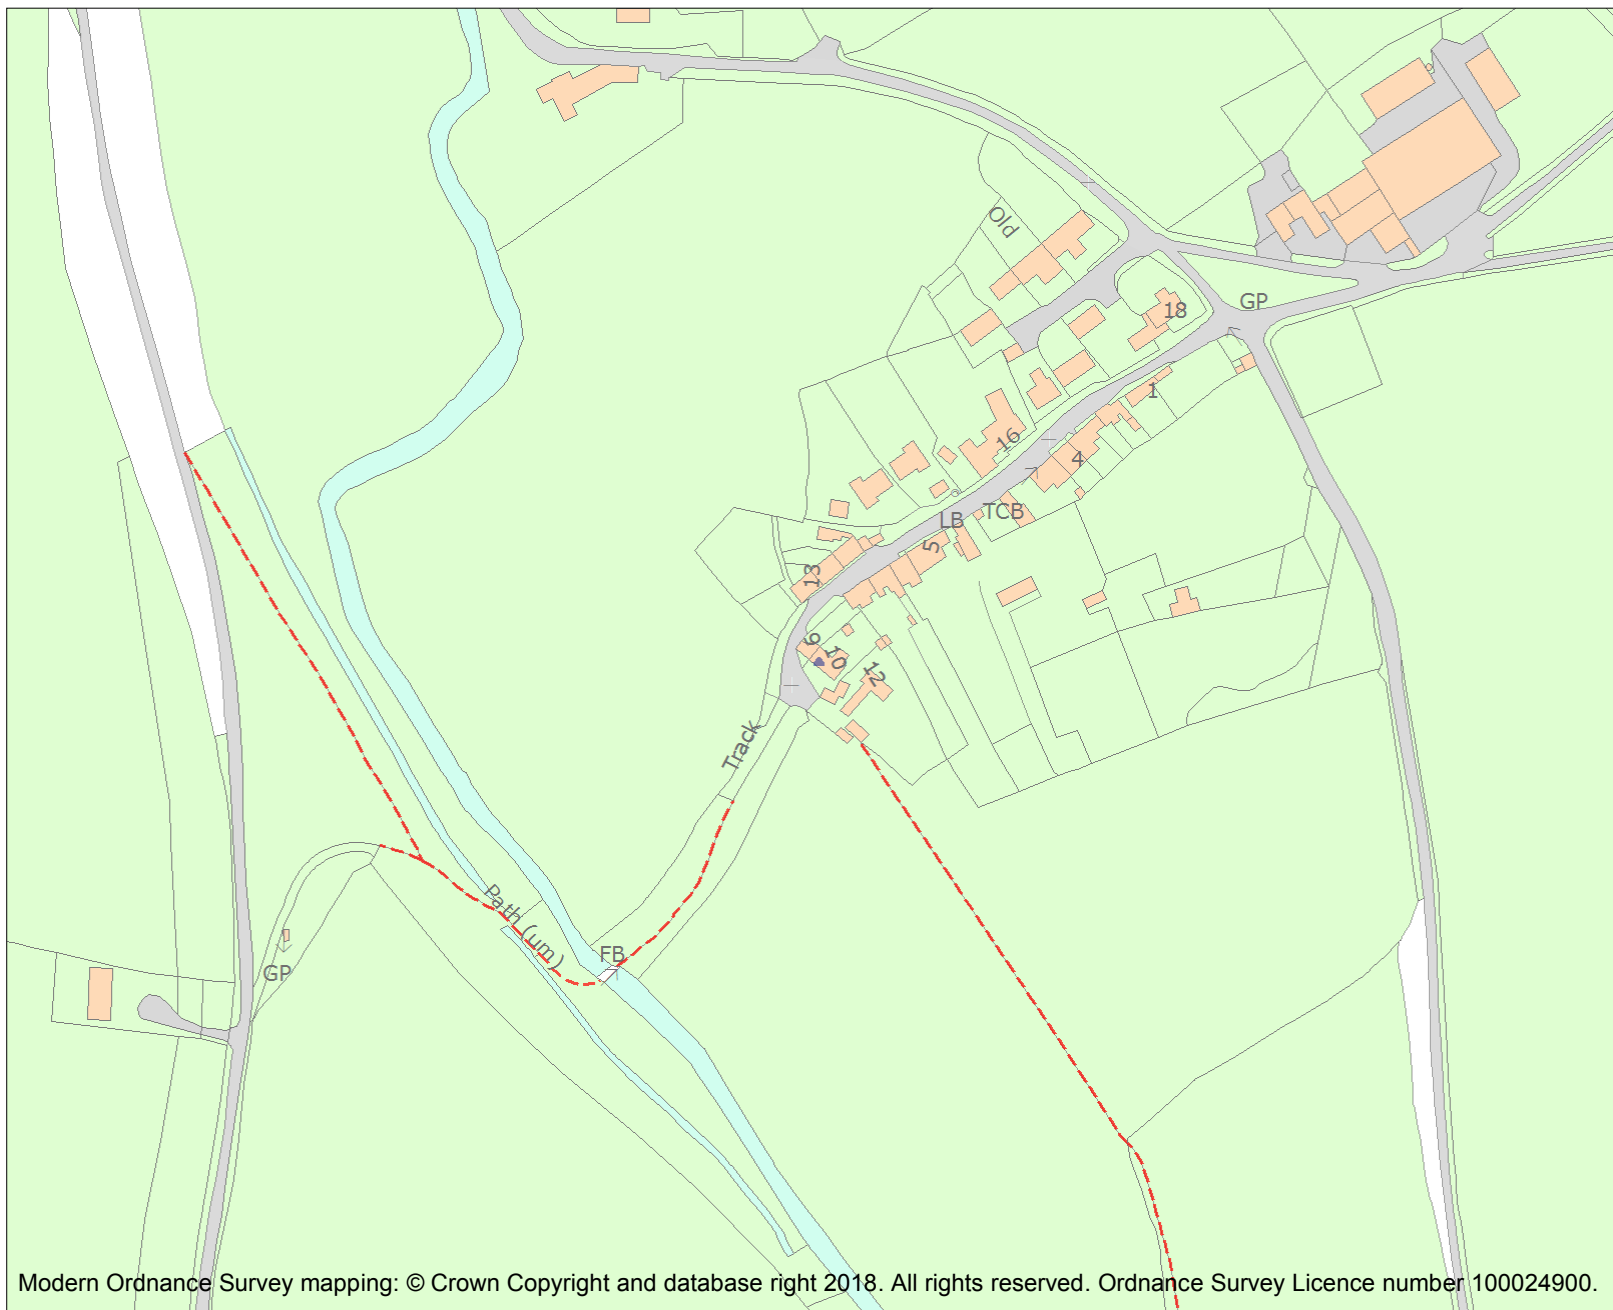 Old
18
GP
1
16
4
LB
TCB
5
13
9
10
12
Track
Path (um)
FB
GP
Modern Ordnance Survey mapping: © Crown Copyright and database right 2018. All rights reserved. Ordnance Survey Licence number 100024900.